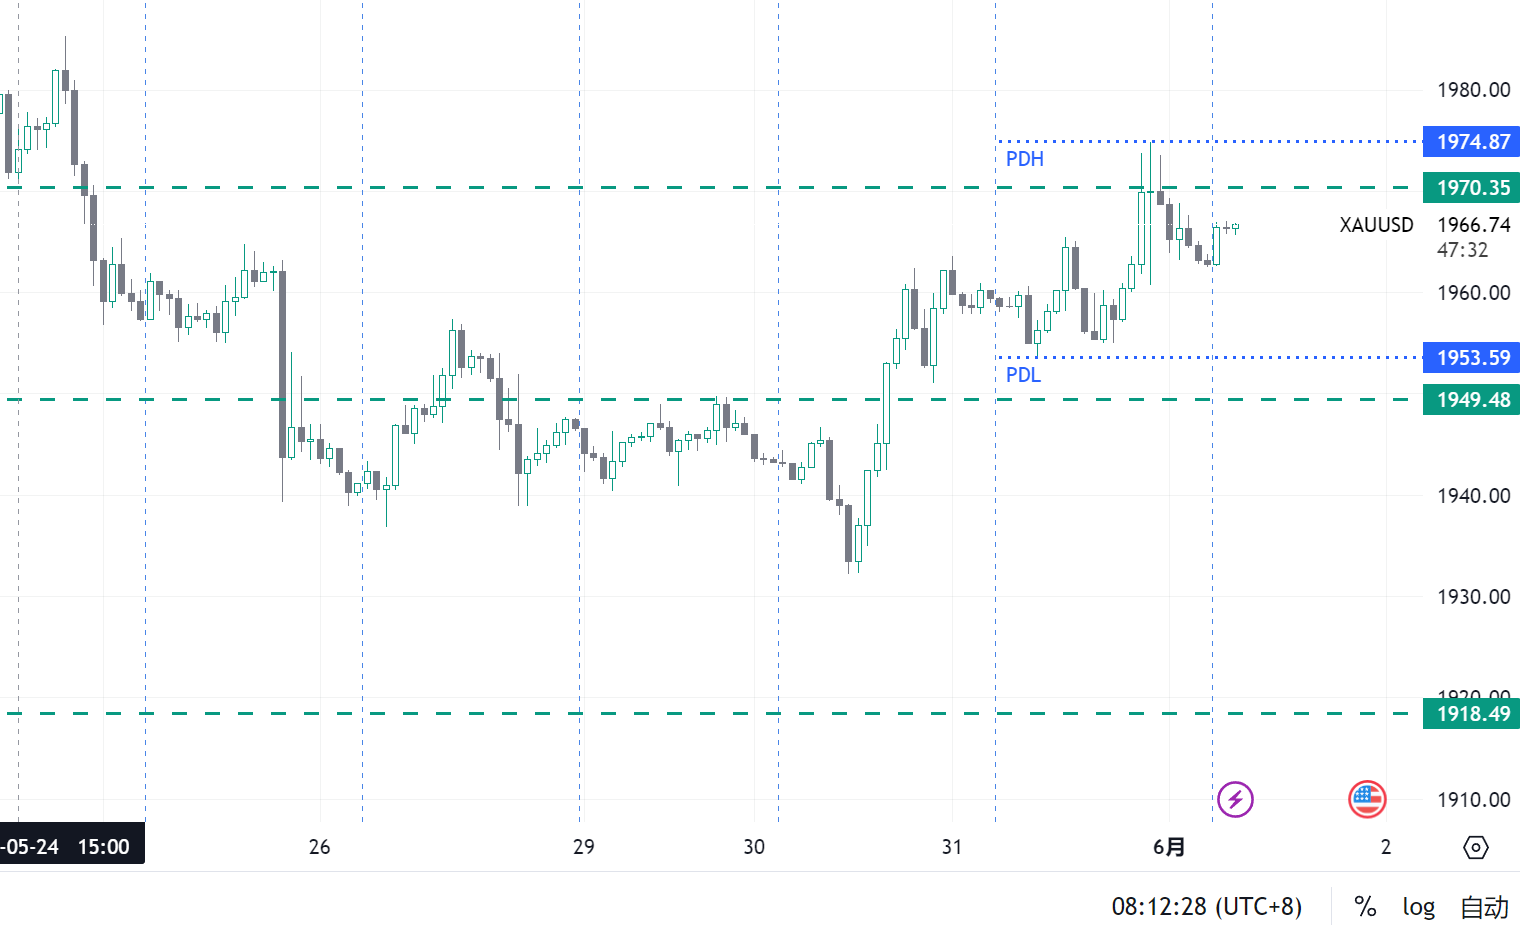 1980.00
1974.87
PDH
1970.35
XAUUSD 1966.74
47:32
1960.00
1953.59
PDL
1949.48
1940.00
1930.00
1920.00
1918.49
1910.00
-05-24 15:00 26 29 30 31 6月 2
08:12:28 (UTC+8) % log 自动